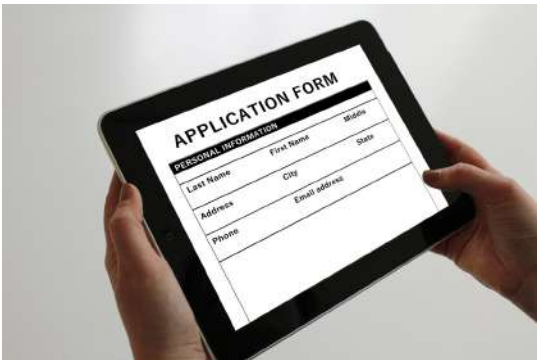 APPLICATION FORM
PERSONAL INFORMATION
Last Name First Name Middle
Address City State
Phone Email address